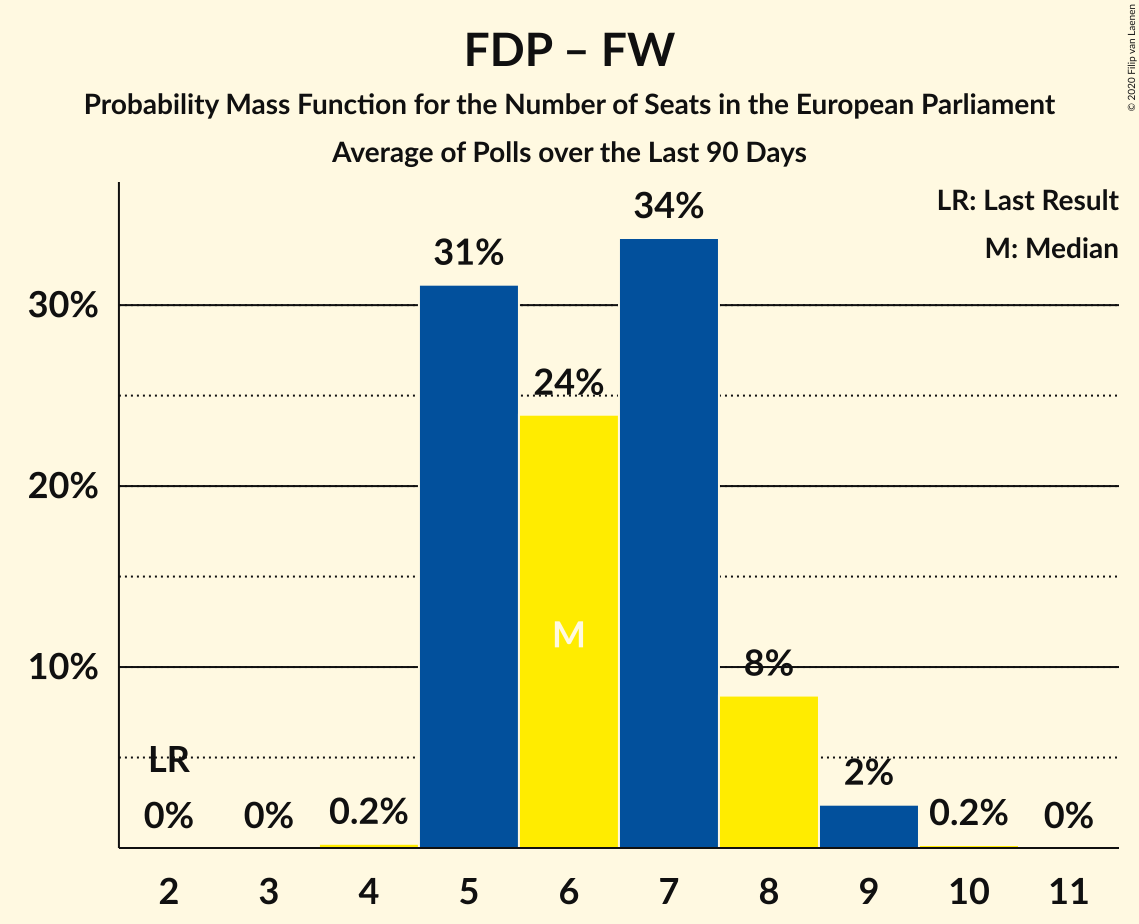 FDP – FW
Probability Mass Function for the Number of Seats in the European Parliament
Average of Polls over the Last 90 Days
© 2020 Filip van Laenen
LR: Last Result
M: Median
30%
20%
10%
LR
0%
0%
0.2%
31%
24%
M
34%
8%
2%
0.2%
0%
2 3 4 5 6 7 8 9 10 11